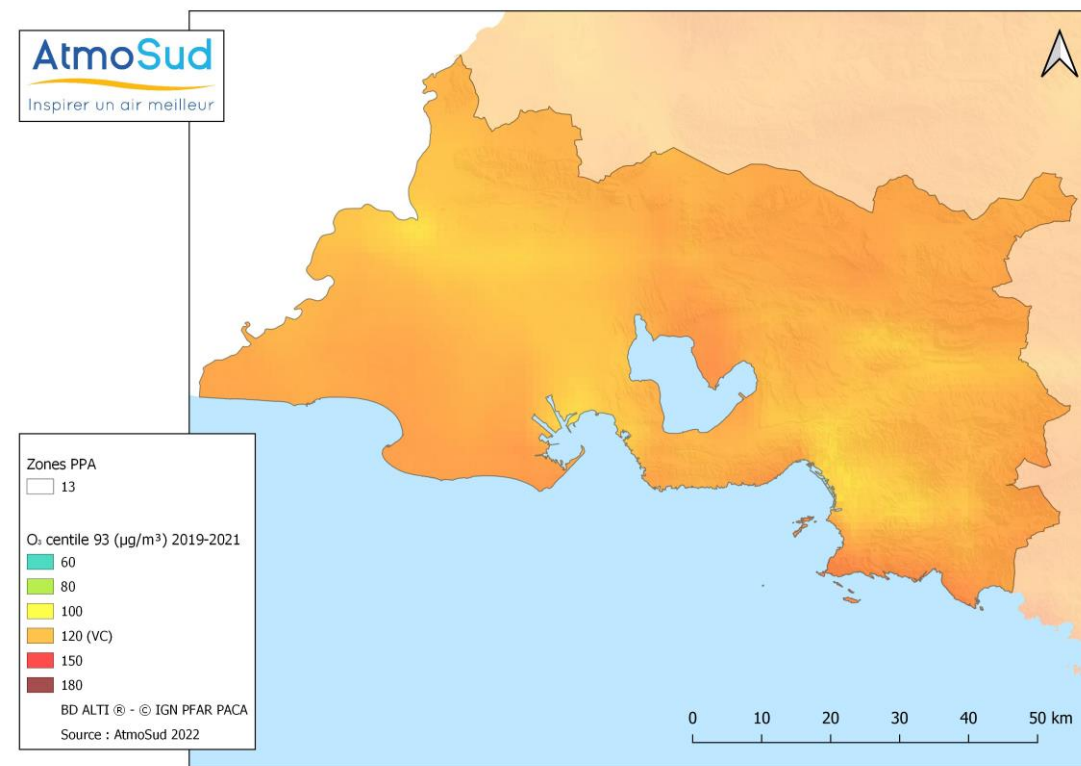 AtmoSud
Inspirer un air meilleur
Zones PPA
13
O₃ centile 93 (µg/m³) 2019-2021
60
80
100
120 (VC)
150
180
BD ALTI ® - © IGN PFAR PACA
Source : AtmoSud 2022
0 10 20 30 40 50 km